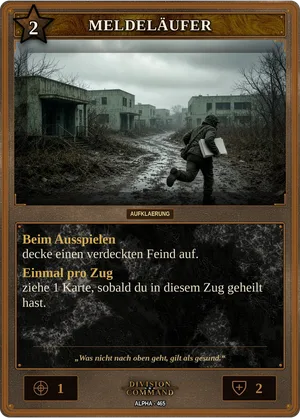 2
MELDELÄUFER
AUFKLAERUNG
Beim Ausspielen
decke einen verdeckten Feind auf.
Einmal pro Zug
ziehe 1 Karte, sobald du in diesem Zug geheilt
hast.
„Was nicht nach oben geht, gilt als gesund.“
1
DIVISION
COMMAND
2
ALPHA - 465